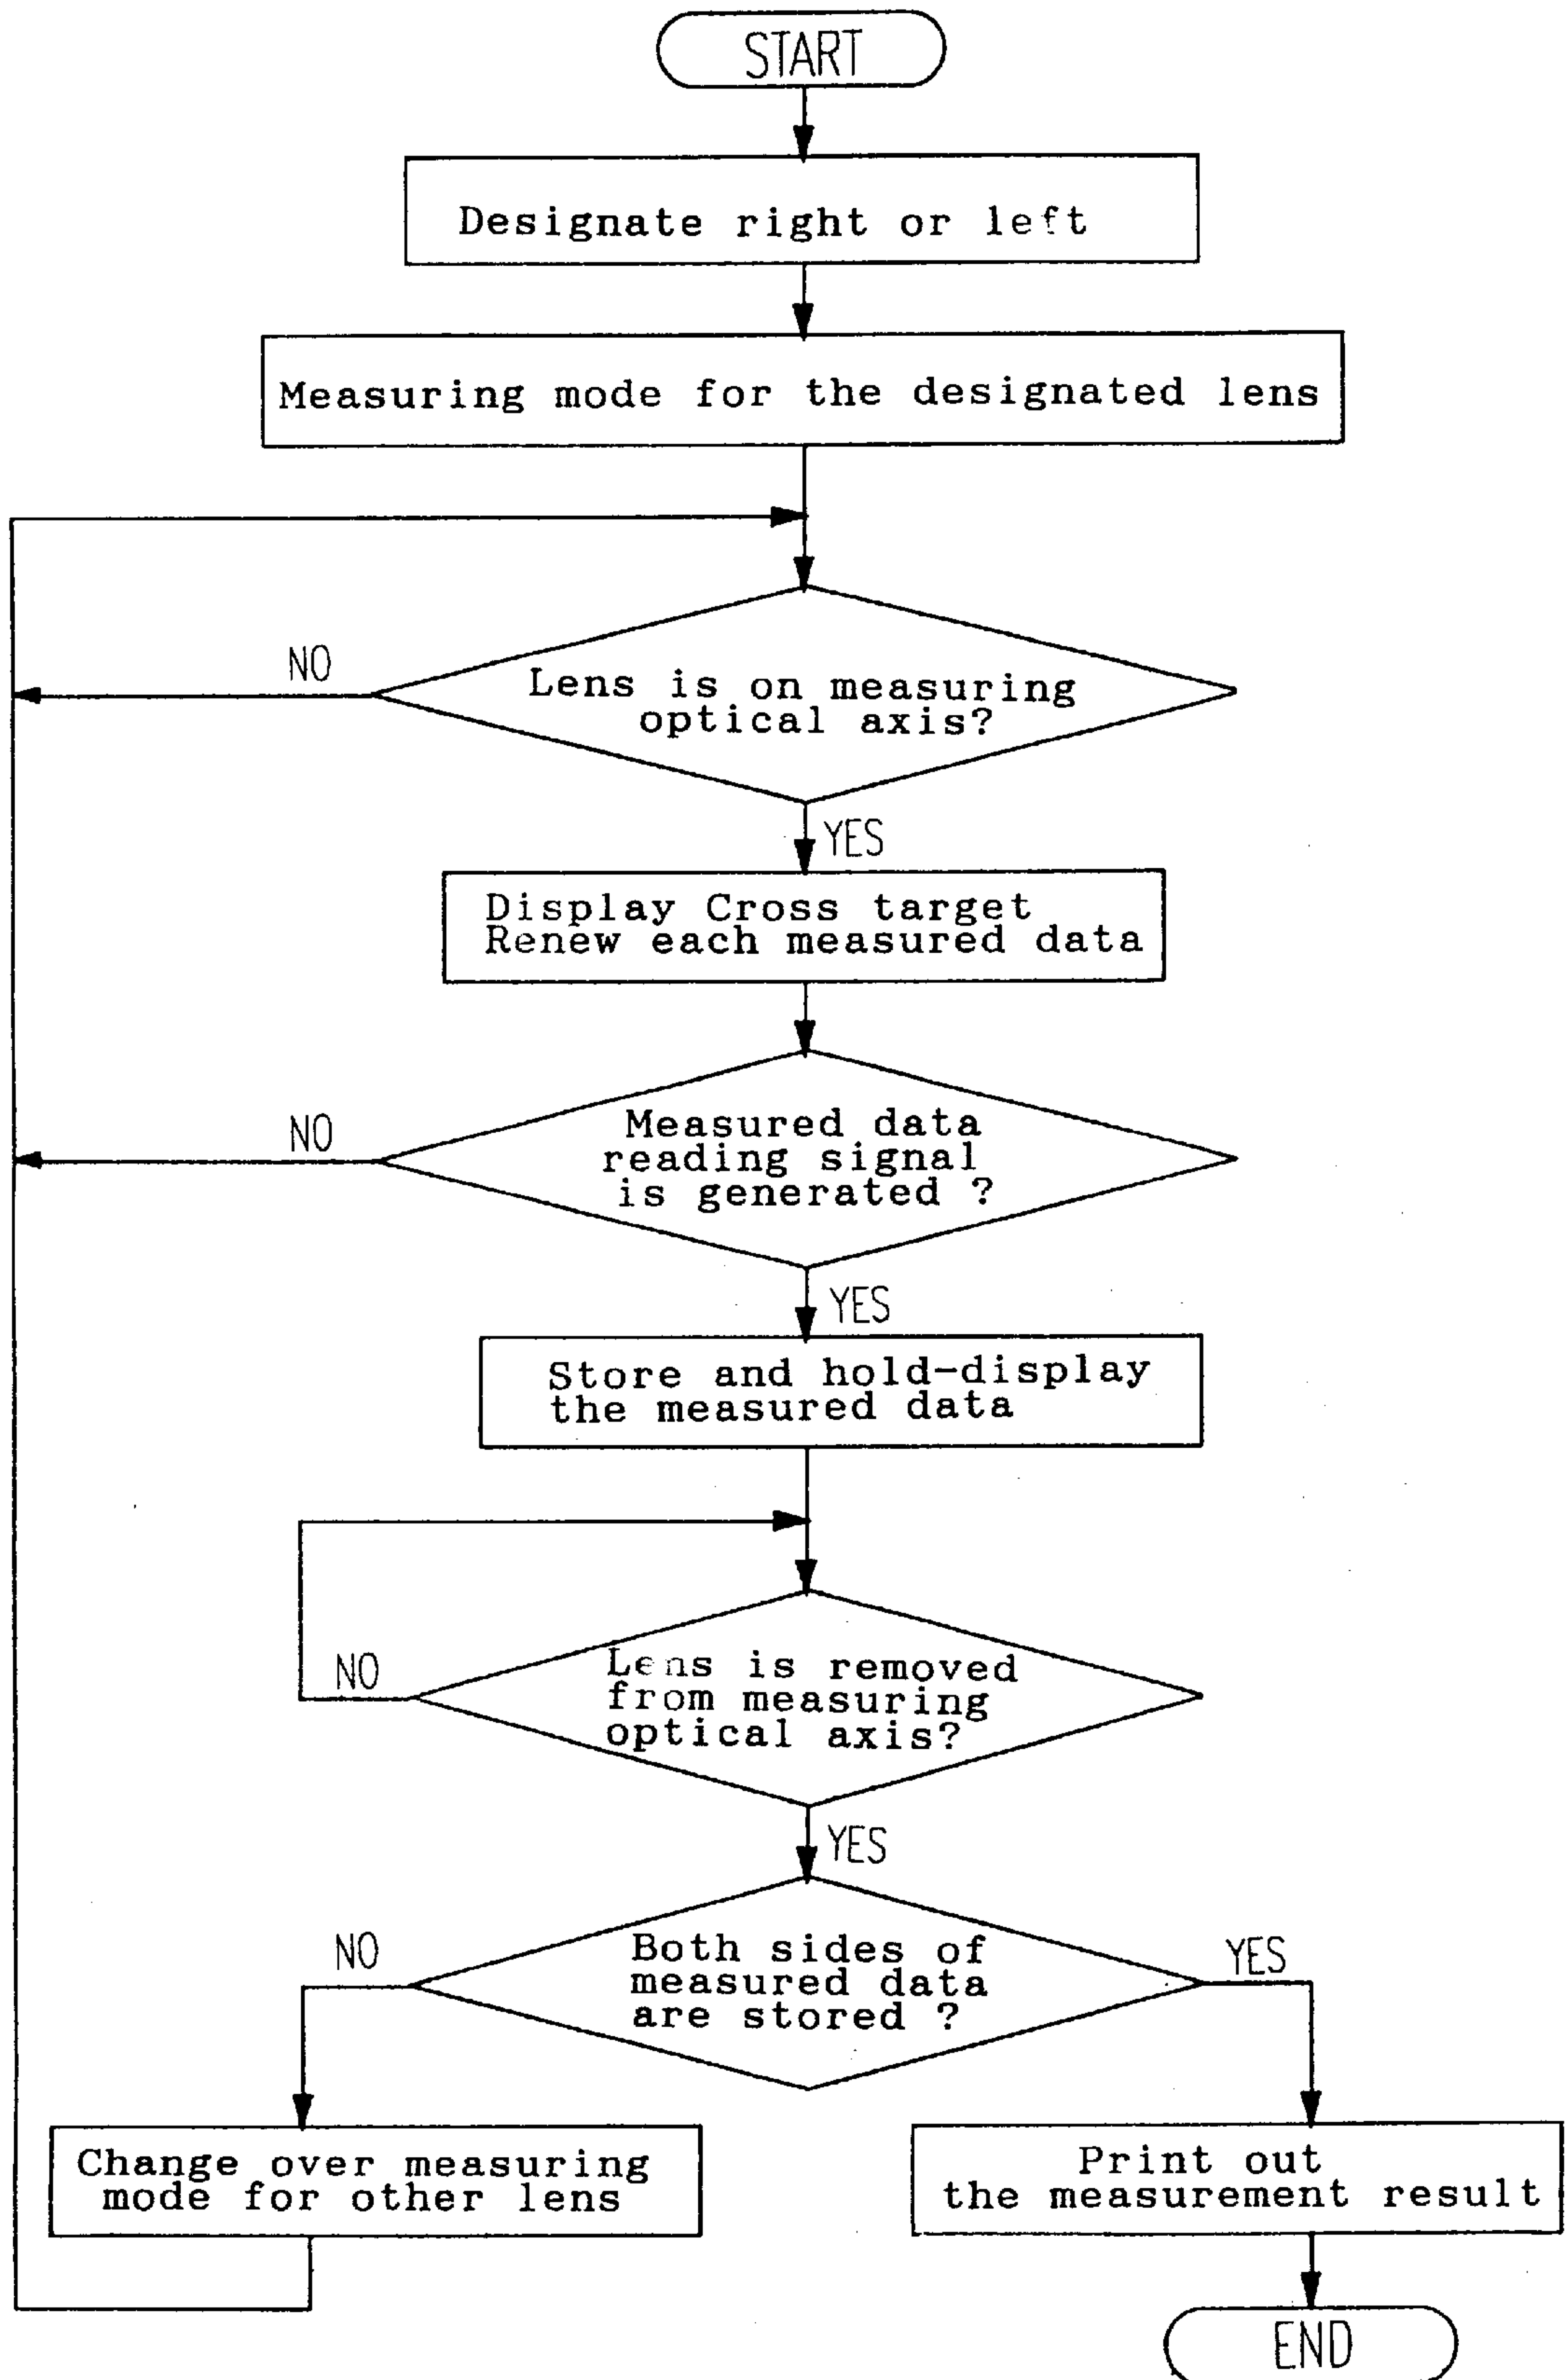 START
Designate right or left
Measuring mode for the designated lens
NO
Lens is on measuring
optical axis?
YES
Display Cross target
Renew each measured data
NO
Measured data
reading signal
is generated ?
YES
Store and hold-display
the measured data
NO
Lens is removed
from measuring
optical axis?
YES
NO
Both sides of
measured data
are stored ?
YES
Change over measuring
mode for other lens
Print out
the measurement result
END